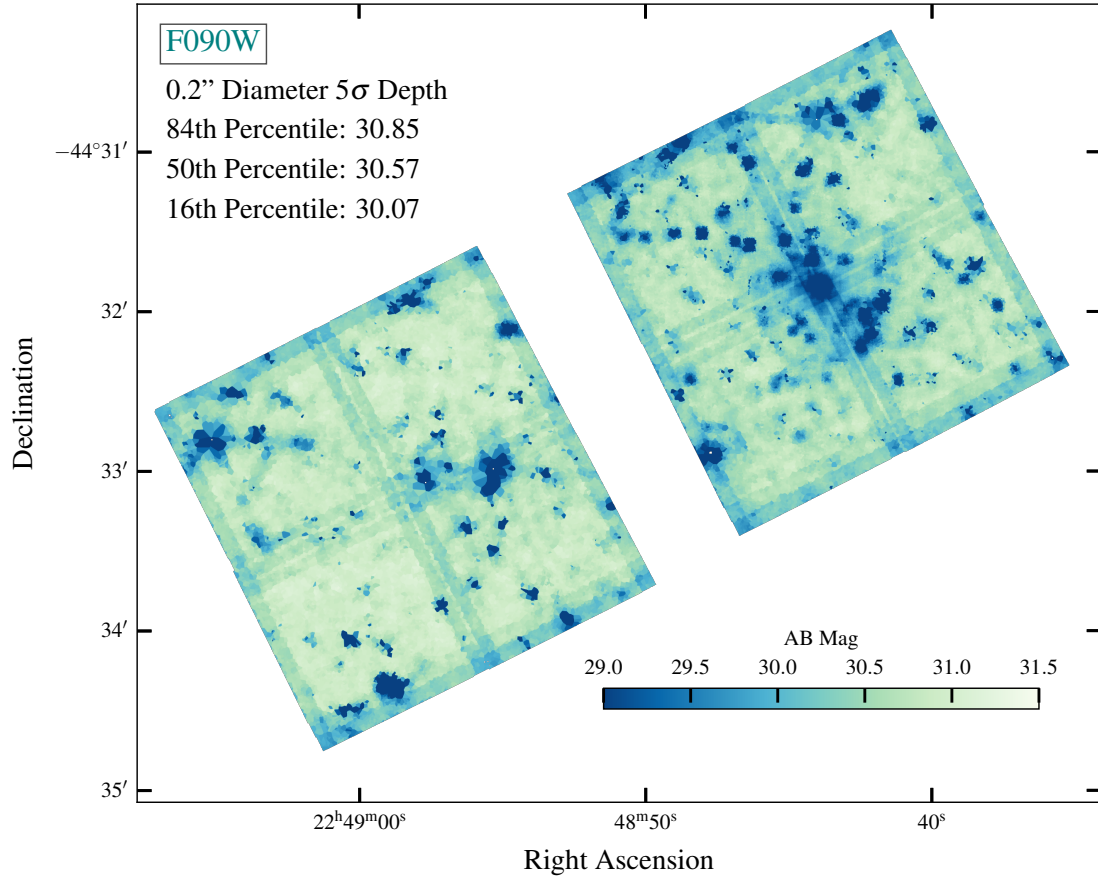 F090W
0.2” Diameter 5σ Depth
84th Percentile: 30.85
50th Percentile: 30.57
16th Percentile: 30.07
−44°31′
32′
33′
34′
35′
Declination
AB Mag
29.0 29.5 30.0 30.5 31.0 31.5
22ʰ49ᵐ00ˢ 48ᵐ50ˢ 40ˢ
Right Ascension